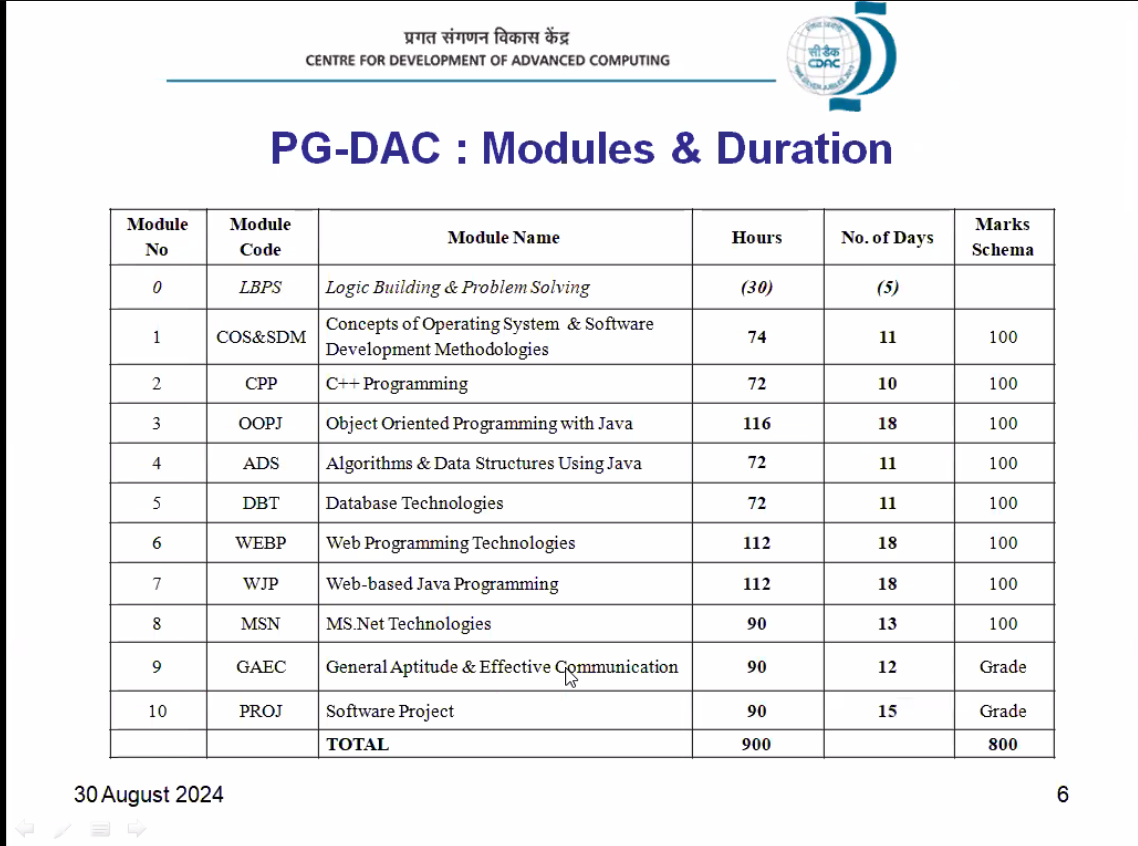 प्रगत संगणन विकास केंद्र
CENTRE FOR DEVELOPMENT OF ADVANCED COMPUTING
सी डैक
CDAC
PG-DAC : Modules & Duration
Module No Module Code Module Name Hours No. of Days Marks Schema
0 LBPS Logic Building & Problem Solving (30) (5)
1 COS&SDM Concepts of Operating System & Software Development Methodologies 74 11 100
2 CPP C++ Programming 72 10 100
3 OOPJ Object Oriented Programming with Java 116 18 100
4 ADS Algorithms & Data Structures Using Java 72 11 100
5 DBT Database Technologies 72 11 100
6 WEBP Web Programming Technologies 112 18 100
7 WJP Web-based Java Programming 112 18 100
8 MSN MS.Net Technologies 90 13 100
9 GAEC General Aptitude & Effective Communication 90 12 Grade
10 PROJ Software Project 90 15 Grade
TOTAL 900 800
30 August 2024
6